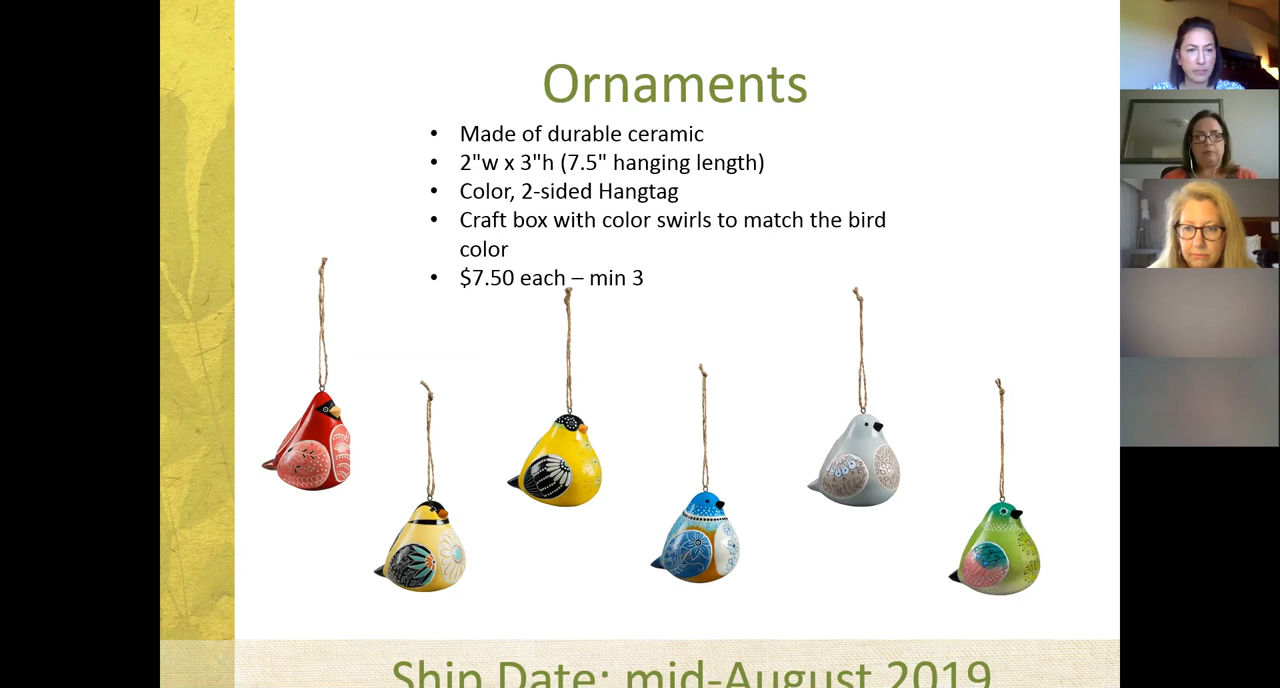 Ornaments
• Made of durable ceramic
• 2"w x 3"h (7.5" hanging length)
• Color, 2-sided Hangtag
• Craft box with color swirls to match the bird
color
• $7.50 each – min 3
Ship Date: mid-August 2019